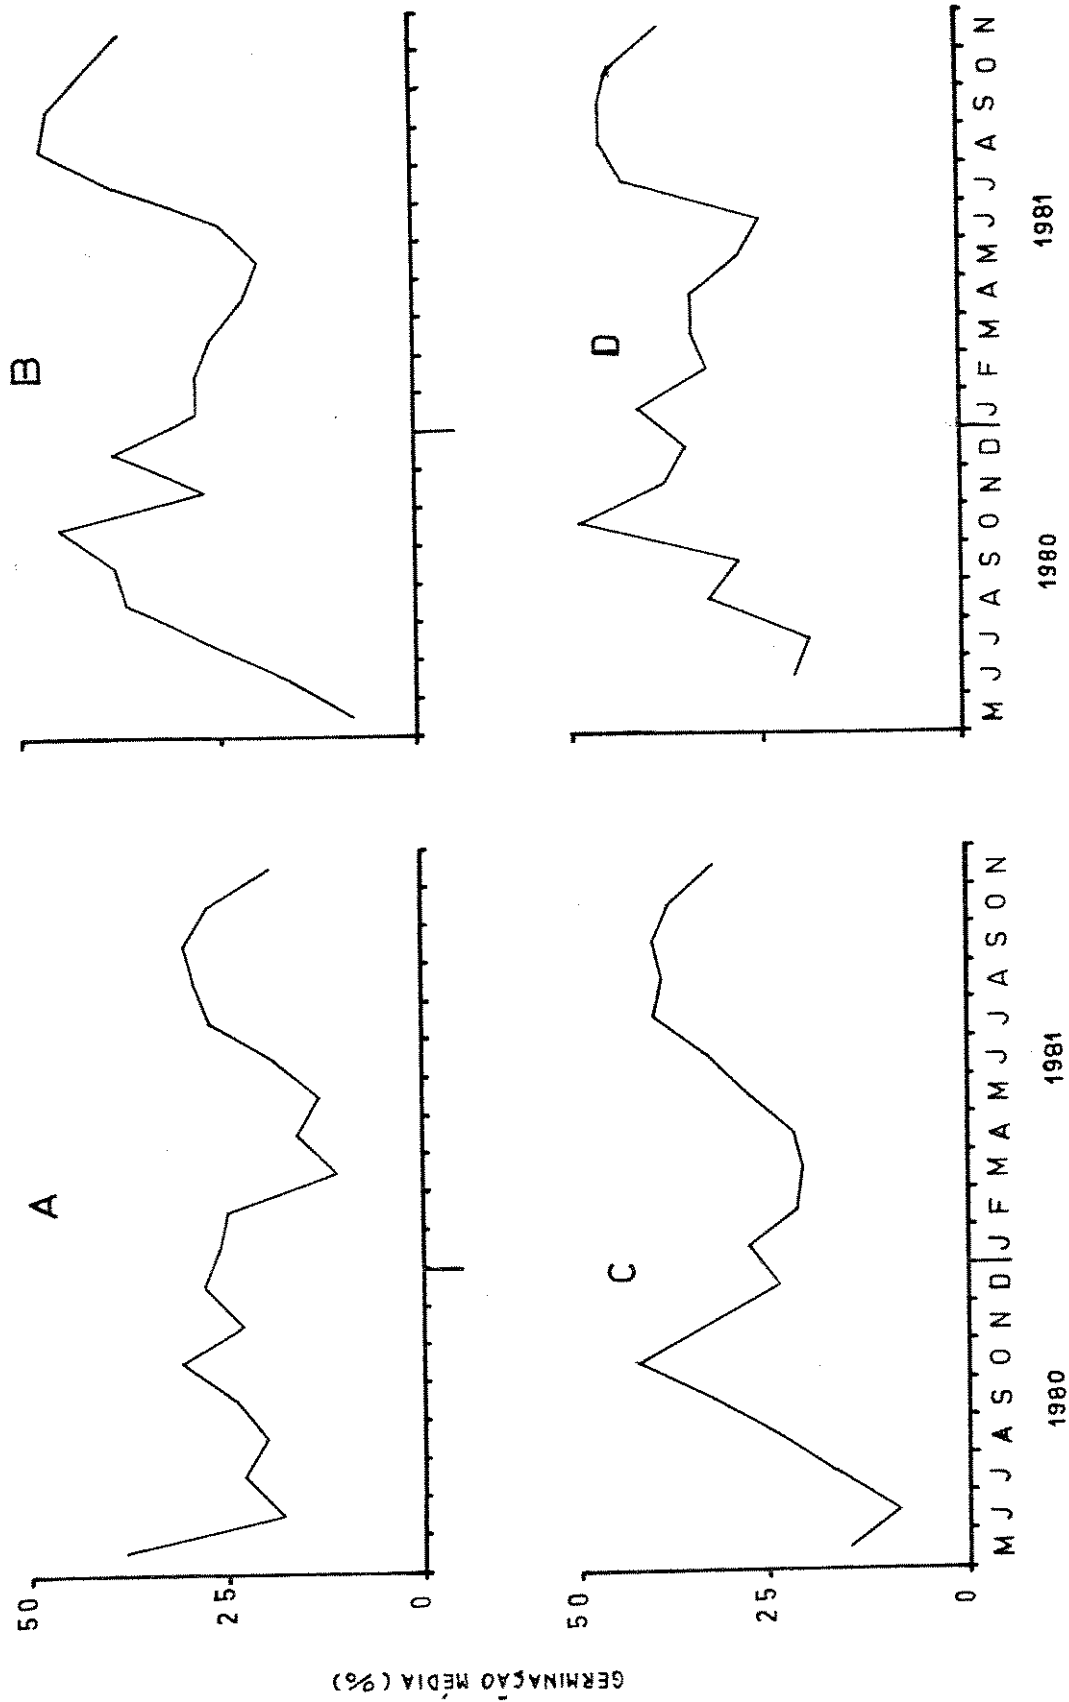 GERMINAÇÃO MÉDIA (%)
A
50
25
0
B
C
50
25
0
M J J A S O N D J F M A M J J A S O N
1980 1981
D
M J J A S O N D J F M A M J J A S O N
1980 1981